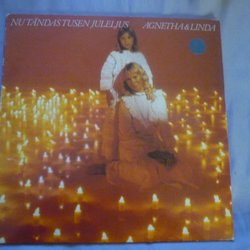 NU TÄNDAS TUSEN JULELJUS AGNETHA & LINDA